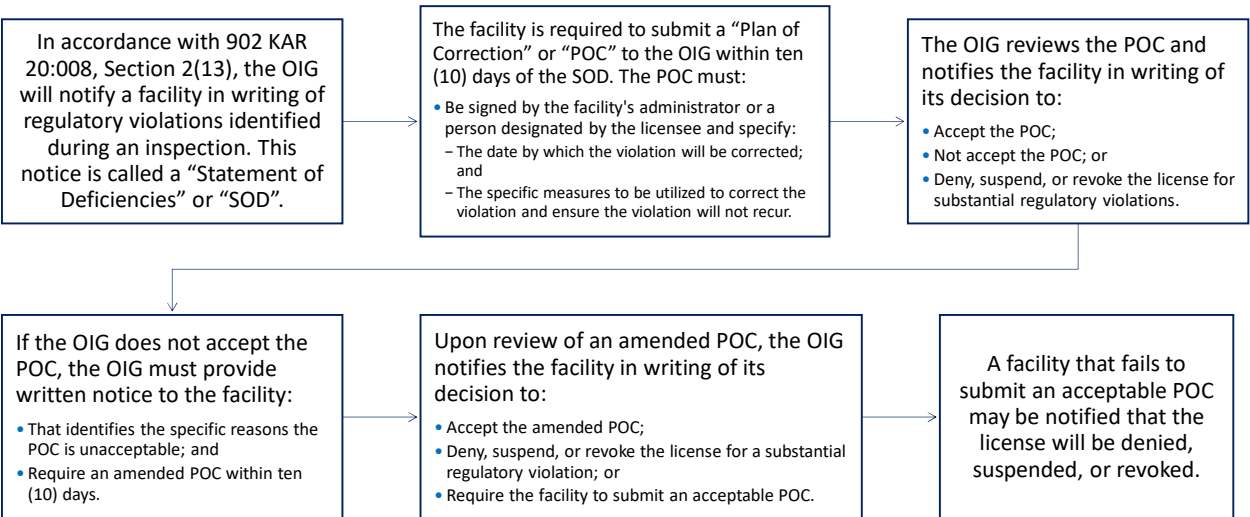 In accordance with 902 KAR
20:008, Section 2(13), the OIG
will notify a facility in writing of
regulatory violations identified
during an inspection. This
notice is called a “Statement of
Deficiencies” or “SOD”.
The facility is required to submit a “Plan of
Correction” or “POC” to the OIG within ten
(10) days of the SOD. The POC must:
• Be signed by the facility's administrator or a
person designated by the licensee and specify:
− The date by which the violation will be corrected;
and
− The specific measures to be utilized to correct the
violation and ensure the violation will not recur.
The OIG reviews the POC and
notifies the facility in writing of
its decision to:
• Accept the POC;
• Not accept the POC; or
• Deny, suspend, or revoke the license for
substantial regulatory violations.
If the OIG does not accept the
POC, the OIG must provide
written notice to the facility:
• That identifies the specific reasons the
POC is unacceptable; and
• Require an amended POC within ten
(10) days.
Upon review of an amended POC, the OIG
notifies the facility in writing of its
decision to:
• Accept the amended POC;
• Deny, suspend, or revoke the license for a substantial
regulatory violation; or
• Require the facility to submit an acceptable POC.
A facility that fails to
submit an acceptable POC
may be notified that the
license will be denied,
suspended, or revoked.